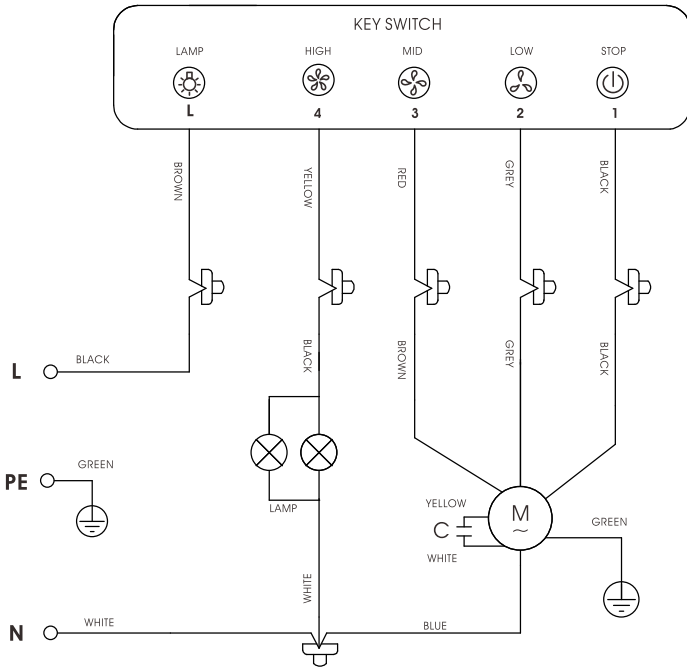 KEY SWITCH
LAMP HIGH MID LOW STOP
L 4 3 2 1
BROWN YELLOW RED GREY BLACK
BLACK BROWN GREY BLACK
L BLACK
PE GREEN
LAMP
YELLOW
C
WHITE
M
~
GREEN
WHITE
N WHITE BLUE